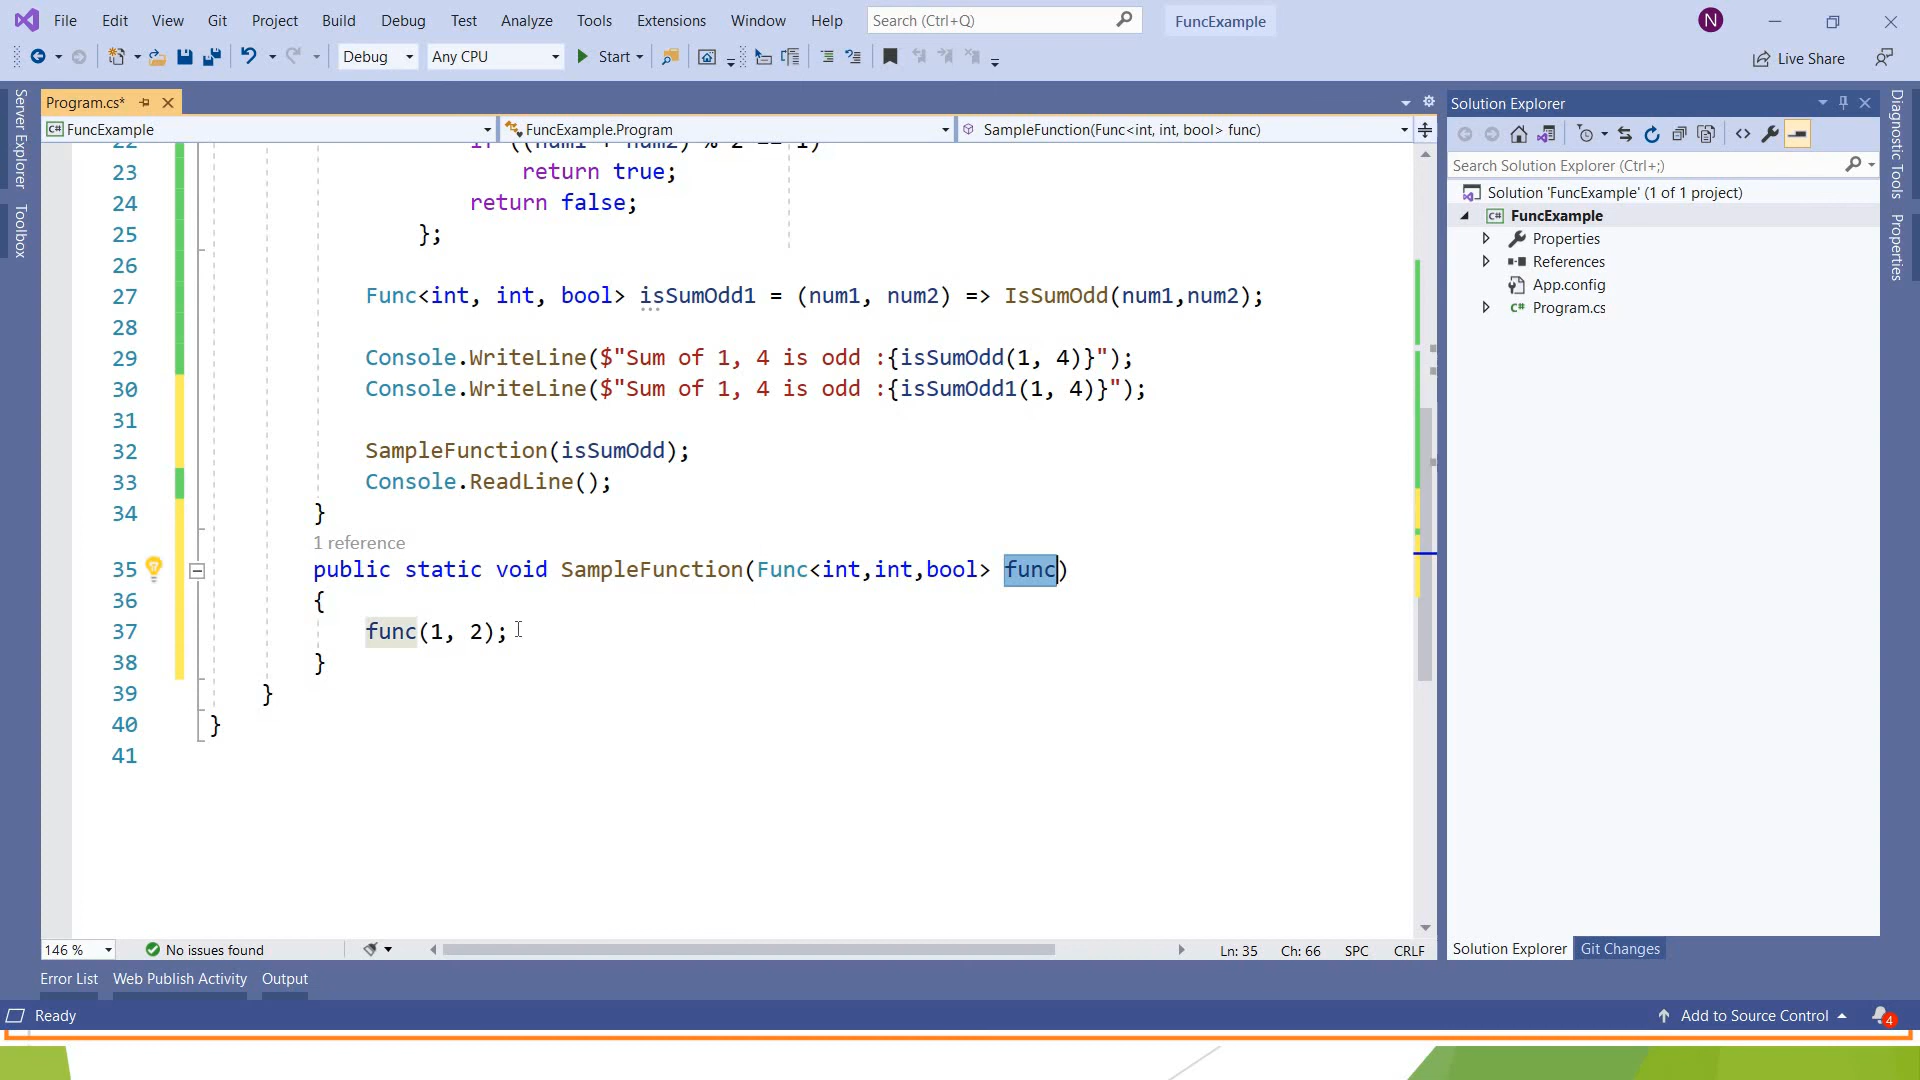 File Edit View Git Project Build Debug Test Analyze Tools Extensions Window Help Search (Ctrl+Q) FuncExample N
Debug Any CPU Start Live Share
Server Explorer
Toolbox
Program.cs*
FuncExample FuncExample.Program SampleFunction(Func<int, int, bool> func)
22 if ((num1 + num2) % 2 == 1)
23 return true;
24 return false;
25 };
26
27 Func<int, int, bool> isSumOdd1 = (num1, num2) => IsSumOdd(num1,num2);
28
29 Console.WriteLine($"Sum of 1, 4 is odd :{isSumOdd(1, 4)}");
30 Console.WriteLine($"Sum of 1, 4 is odd :{isSumOdd1(1, 4)}");
31
32 SampleFunction(isSumOdd);
33 Console.ReadLine();
34 }
1 reference
35 public static void SampleFunction(Func<int,int,bool> func)
36 {
37 func(1, 2);
38 }
39 }
40 }
41
146 % No issues found Ln: 35 Ch: 66 SPC CRLF
Solution Explorer
Search Solution Explorer (Ctrl+;)
Solution 'FuncExample' (1 of 1 project)
C# FuncExample
Properties
References
App.config
C# Program.cs
Solution Explorer Git Changes
Diagnostic Tools
Properties
Error List Web Publish Activity Output
Ready Add to Source Control 4